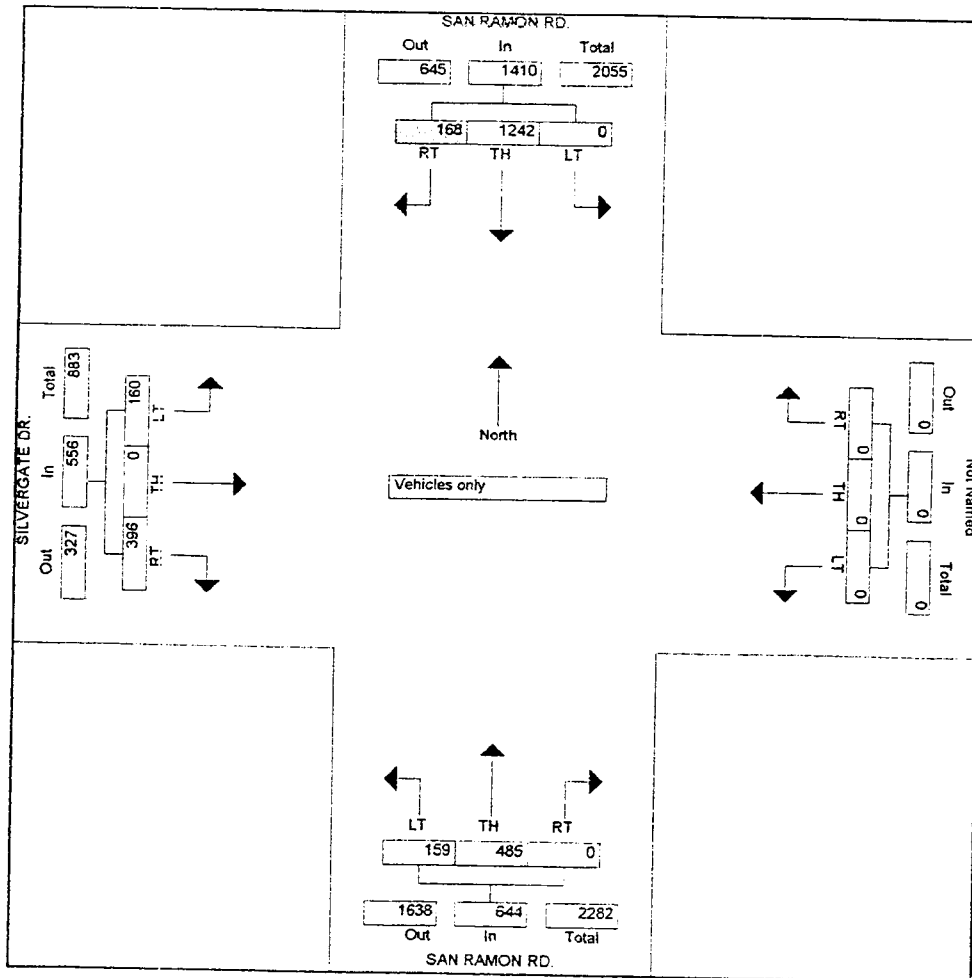 SAN RAMON RD.
Out In Total
645 1410 2055
168 1242 0
RT TH LT
SILVERGATE DR.
Total In Out
883 556 327
160 0 396
LT TH RT
North
Vehicles only
RT TH LT
0 0 0
Out In Total
0 0 0
Not Named
LT TH RT
159 485 0
1638 644 2282
Out In Total
SAN RAMON RD.